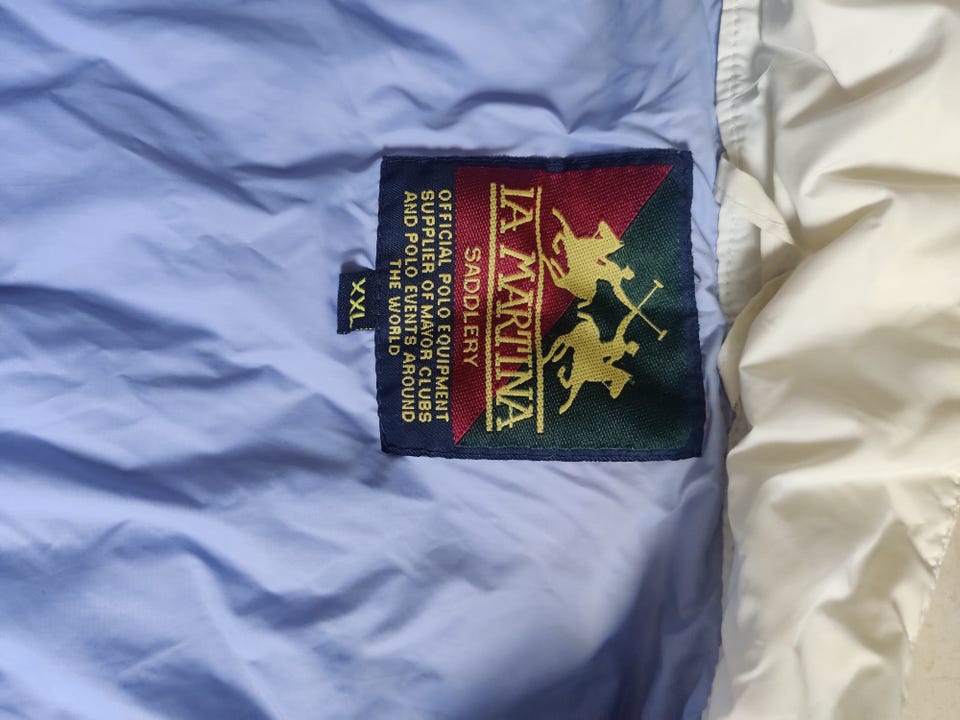 LA MARTINA
SADDLERY
OFFICIAL POLO EQUIPMENT
SUPPLIER OF MAYOR CLUBS
AND POLO EVENTS AROUND
THE WORLD
XXL